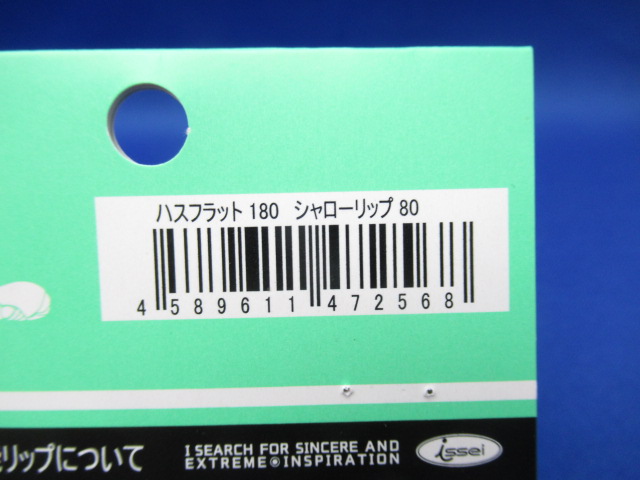 ハスフラット 180 シャローリップ 80
4 589611 472568
リップについて
I SEARCH FOR SINCERE AND
EXTREME⦿INSPIRATION
issei